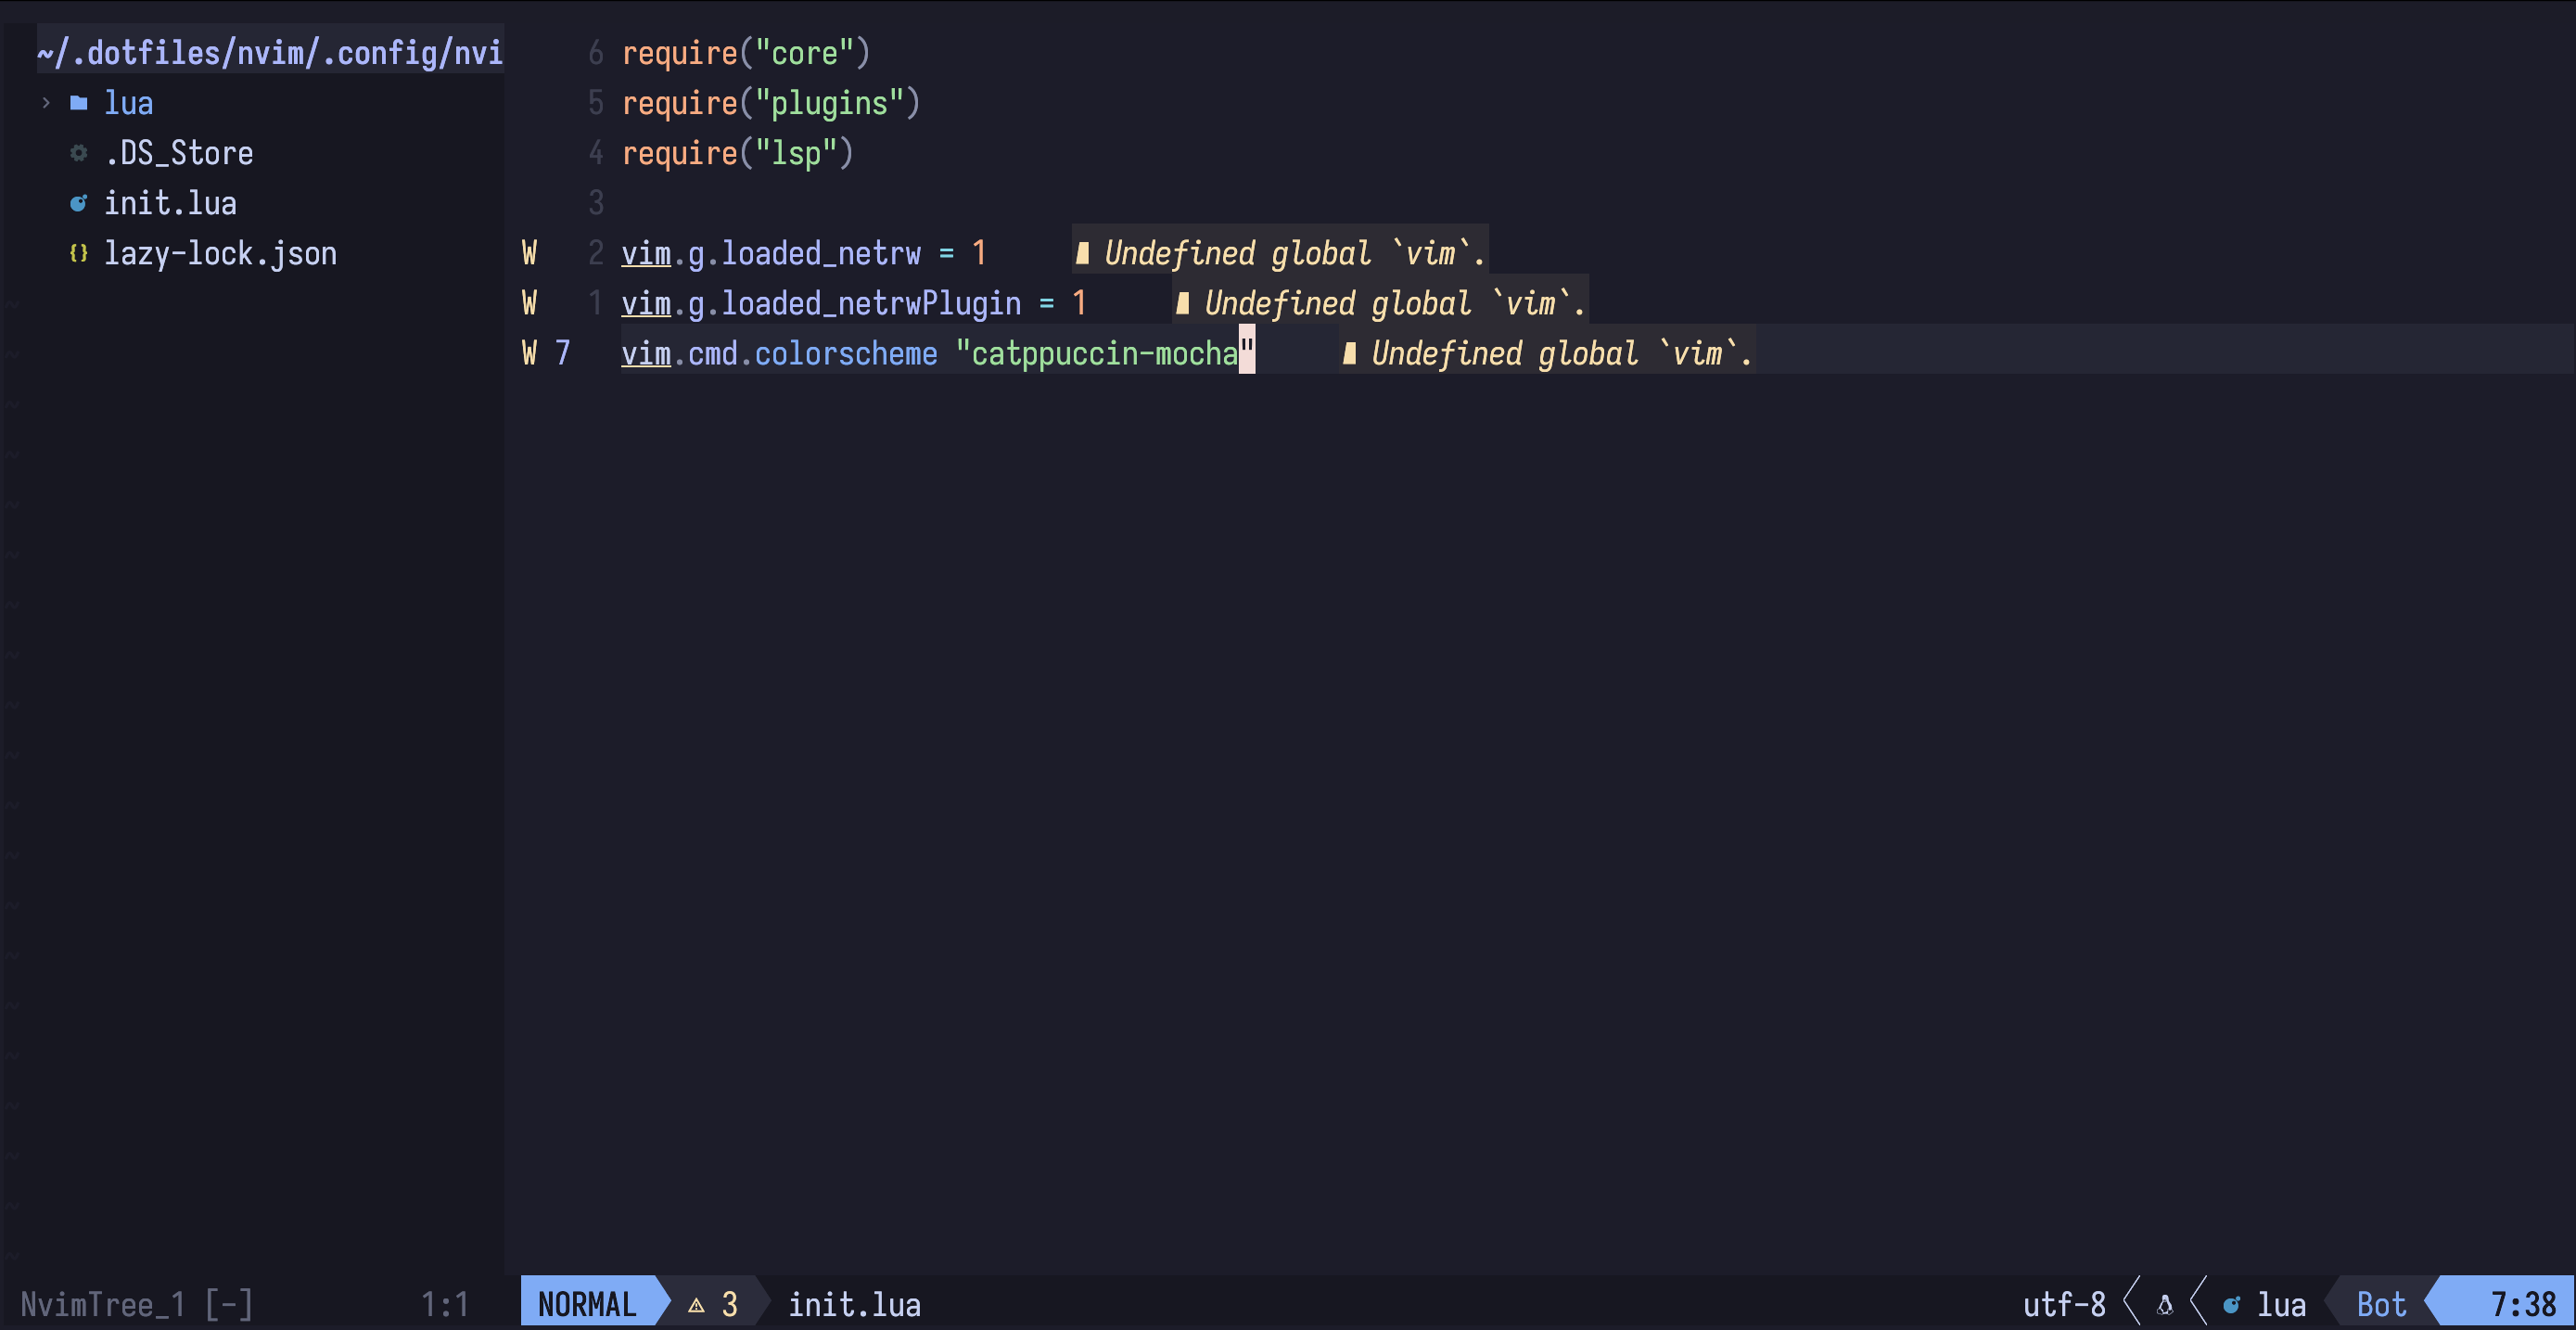 ~/.dotfiles/nvim/.config/nvi
lua
.DS_Store
init.lua
{} lazy-lock.json
6 require("core")
5 require("plugins")
4 require("lsp")
3
W 2 vim.g.loaded_netrw = 1 Undefined global `vim`.
W 1 vim.g.loaded_netrwPlugin = 1 Undefined global `vim`.
W 7 vim.cmd.colorscheme "catppuccin-mocha" Undefined global `vim`.
NvimTree_1 [-] 1:1
NORMAL 3 init.lua utf-8 lua Bot 7:38